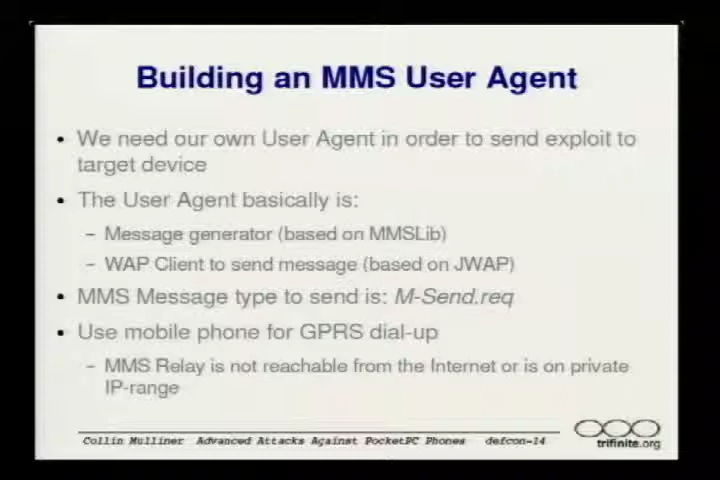 Building an MMS User Agent
• We need our own User Agent in order to send exploit to
target device
• The User Agent basically is:
– Message generator (based on MMSLib)
– WAP Client to send message (based on JWAP)
• MMS Message type to send is: M-Send.req
• Use mobile phone for GPRS dial-up
– MMS Relay is not reachable from the Internet or is on private
IP-range
Collin Mulliner Advanced Attacks Against PocketPC Phones defcon-14
trifinite.org